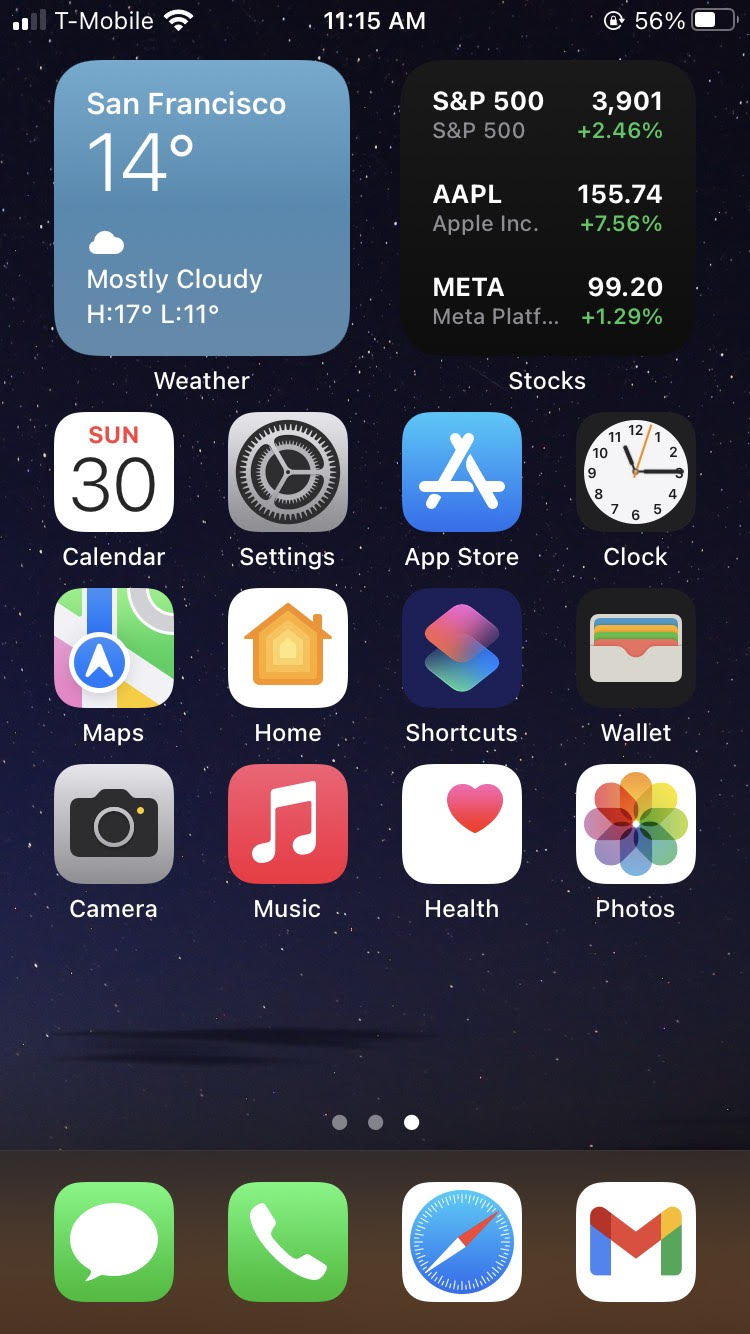 T-Mobile 11:15 AM 56%
San Francisco
14°
Mostly Cloudy
H:17° L:11°
Weather
S&P 500 3,901
S&P 500 +2.46%
AAPL 155.74
Apple Inc. +7.56%
META 99.20
Meta Platf... +1.29%
Stocks
SUN
30
Calendar
Settings
App Store
12
1
2
3
4
5
6
7
8
9
10
11
Clock
Maps
Home
Shortcuts
Wallet
Camera
Music
Health
Photos